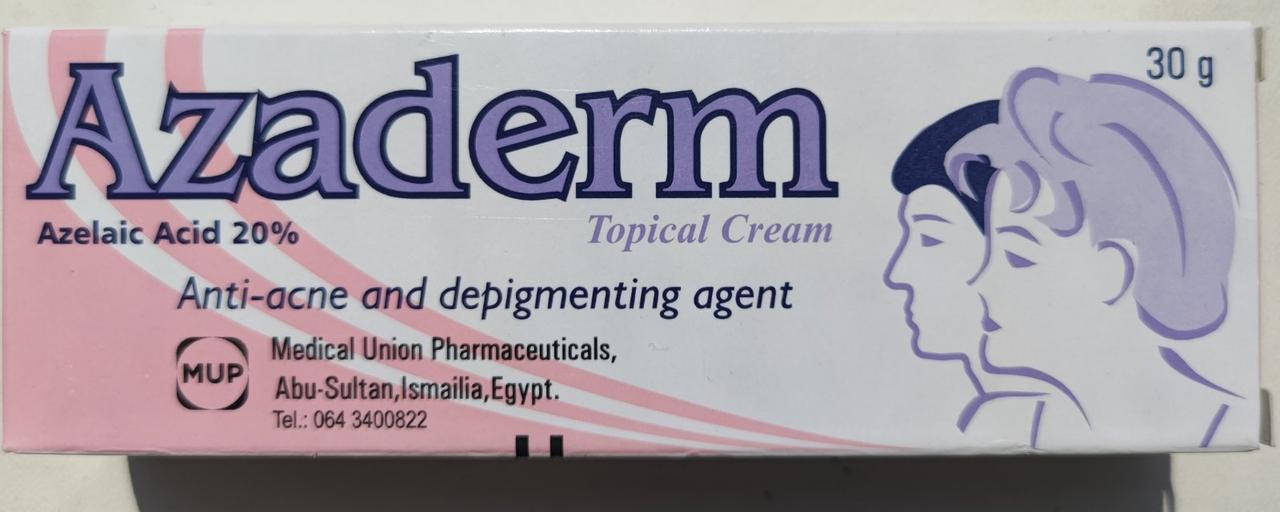 30 g
Azaderm
Azelaic Acid 20%
Topical Cream
Anti-acne and depigmenting agent
MUP
Medical Union Pharmaceuticals,
Abu-Sultan,Ismailia,Egypt.
Tel.: 064 3400822